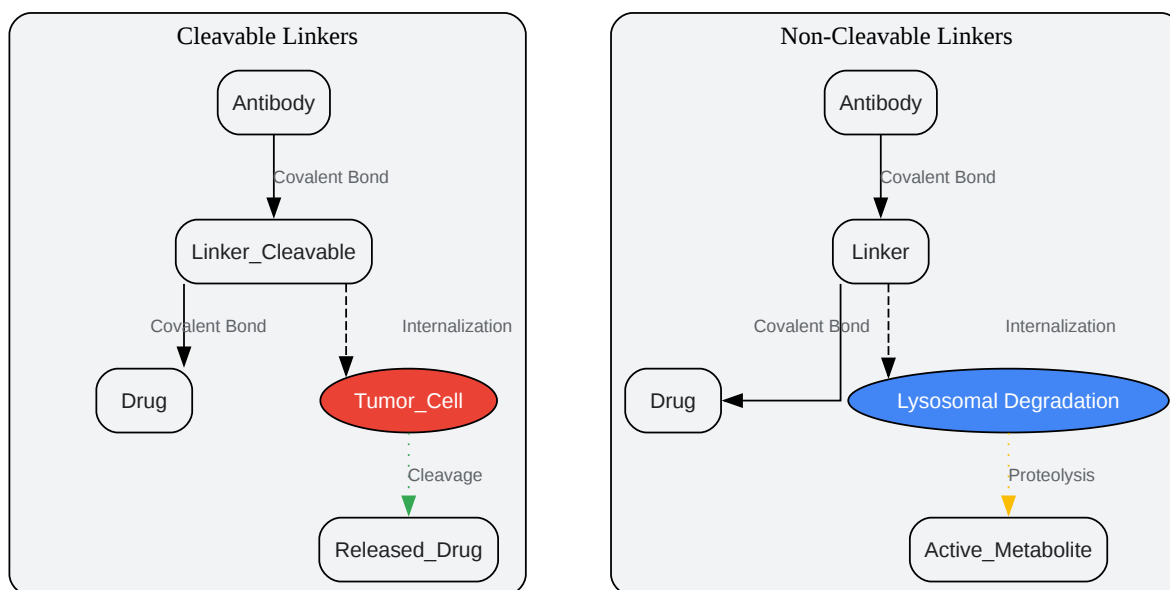 Cleavable Linkers
Antibody
Covalent Bond
Linker_Cleavable
Covalent Bond
Internalization
Drug
Tumor_Cell
Cleavage
Released_Drug
Non-Cleavable Linkers
Antibody
Covalent Bond
Linker
Covalent Bond
Internalization
Drug
Lysosomal Degradation
Proteolysis
Active_Metabolite